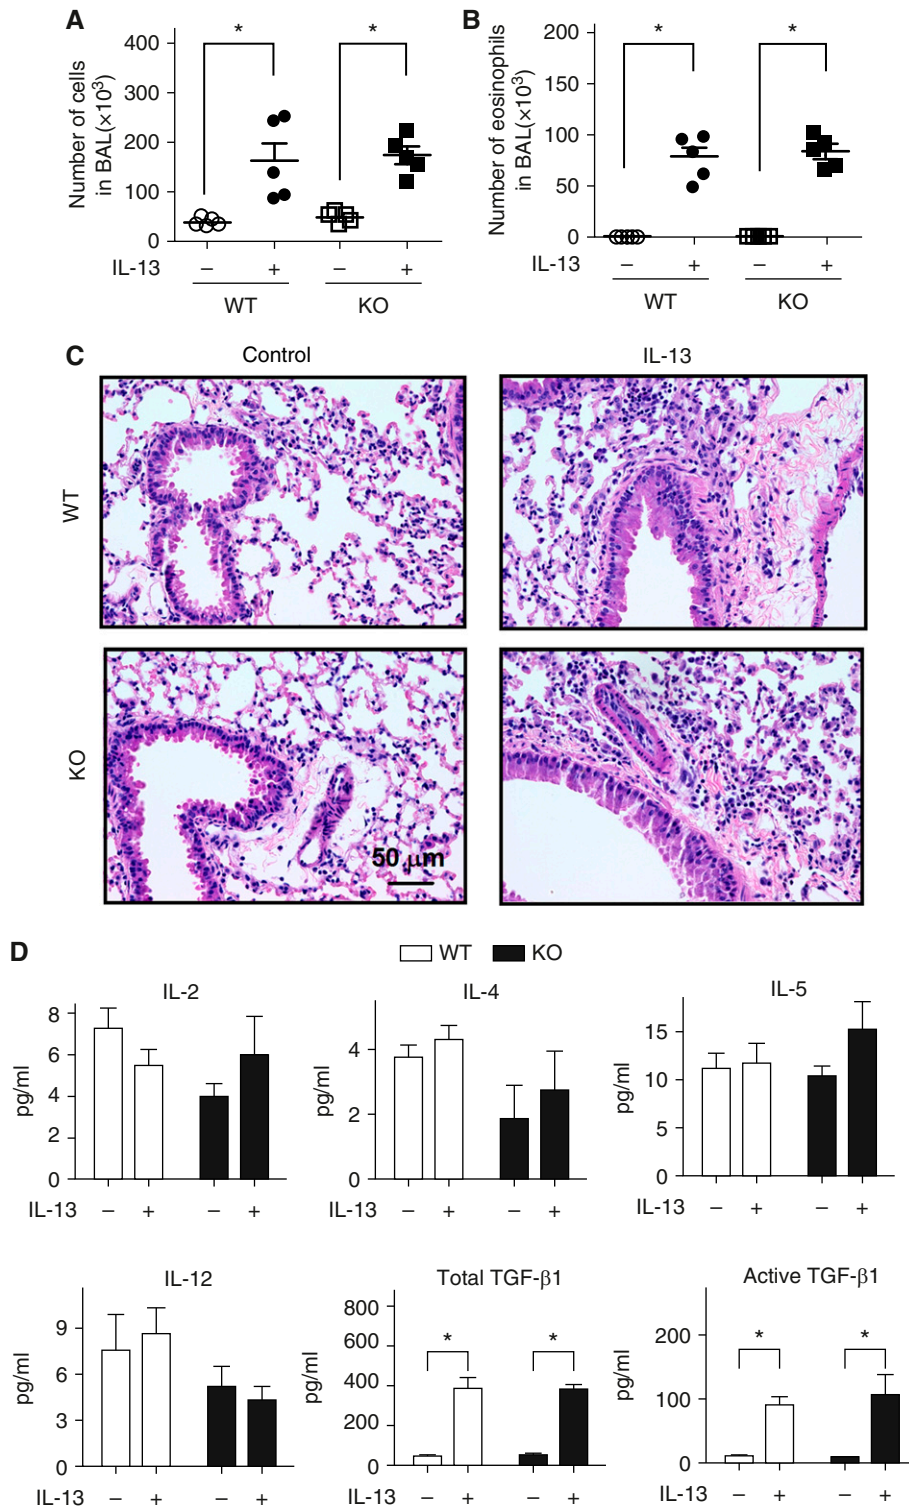 A
B
Number of cells
in BAL(×10³)
400
300
200
100
0
*
*
IL-13
−
+
−
+
WT
KO
Number of eosinophils
in BAL(×10³)
200
150
100
50
0
*
*
IL-13
−
+
−
+
WT
KO
C
Control
IL-13
WT
KO
50 μm
D
WT
KO
IL-2
pg/ml
8
6
4
2
0
IL-13 − + − +
IL-4
pg/ml
4
2
0
IL-13 − + − +
IL-5
pg/ml
15
10
5
0
IL-13 − + − +
IL-12
pg/ml
9
6
3
0
IL-13 − + − +
Total TGF-β1
pg/ml
800
600
400
200
0
*
*
IL-13 − + − +
Active TGF-β1
pg/ml
200
100
0
*
*
IL-13 − + − +